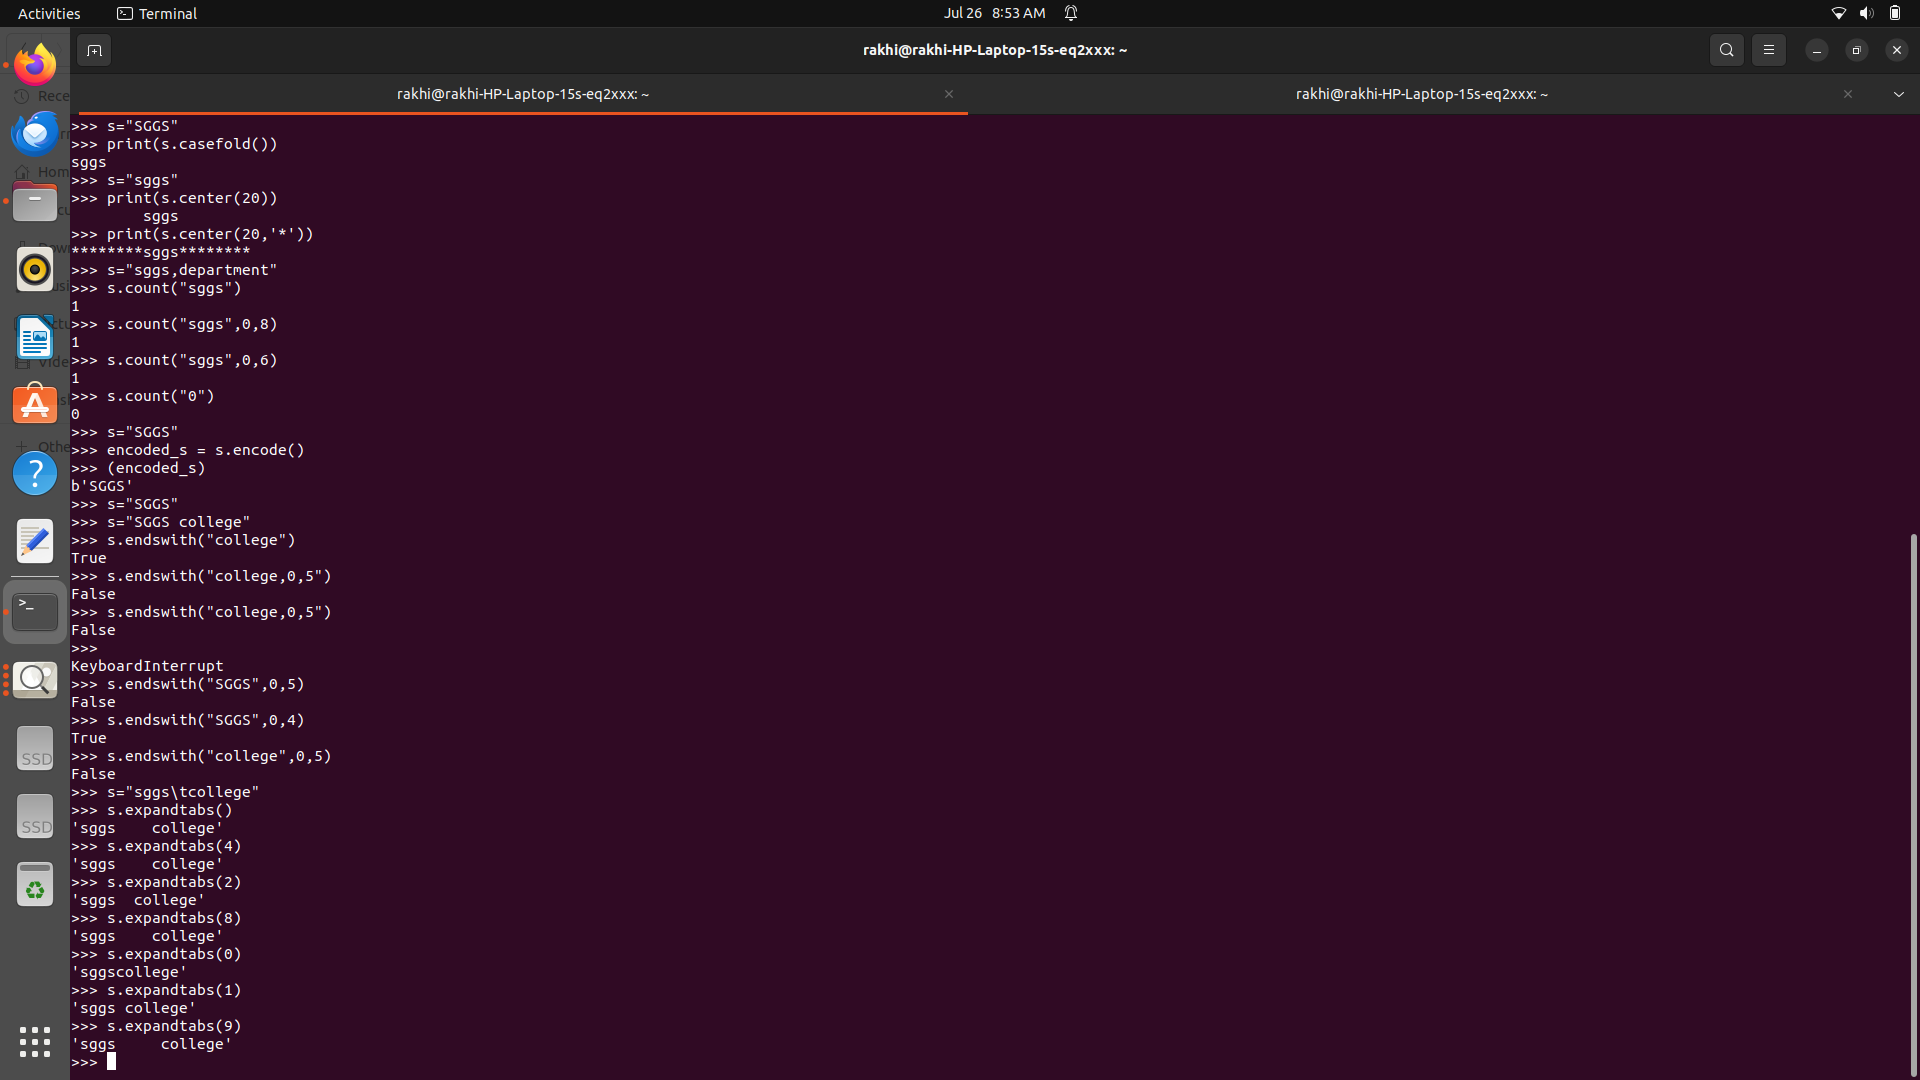 Activities
Terminal
Jul 26 8:53 AM
rakhi@rakhi-HP-Laptop-15s-eq2xxx: ~
rakhi@rakhi-HP-Laptop-15s-eq2xxx: ~
rakhi@rakhi-HP-Laptop-15s-eq2xxx: ~
Rece
Hom
Vide
Othe
SSD
SSD
>>> s="SGGS"
>>> print(s.casefold())
sggs
>>> s="sggs"
>>> print(s.center(20))
        sggs
>>> print(s.center(20,'*'))
********sggs********
>>> s="sggs,department"
>>> s.count("sggs")
1
>>> s.count("sggs",0,8)
1
>>> s.count("sggs",0,6)
1
>>> s.count("0")
0
>>> s="SGGS"
>>> encoded_s = s.encode()
>>> (encoded_s)
b'SGGS'
>>> s="SGGS"
>>> s="SGGS college"
>>> s.endswith("college")
True
>>> s.endswith("college,0,5")
False
>>> s.endswith("college,0,5")
False
>>>
KeyboardInterrupt
>>> s.endswith("SGGS",0,5)
False
>>> s.endswith("SGGS",0,4)
True
>>> s.endswith("college",0,5)
False
>>> s="sggs\tcollege"
>>> s.expandtabs()
'sggs    college'
>>> s.expandtabs(4)
'sggs    college'
>>> s.expandtabs(2)
'sggs  college'
>>> s.expandtabs(8)
'sggs    college'
>>> s.expandtabs(0)
'sggscollege'
>>> s.expandtabs(1)
'sggs college'
>>> s.expandtabs(9)
'sggs     college'
>>>